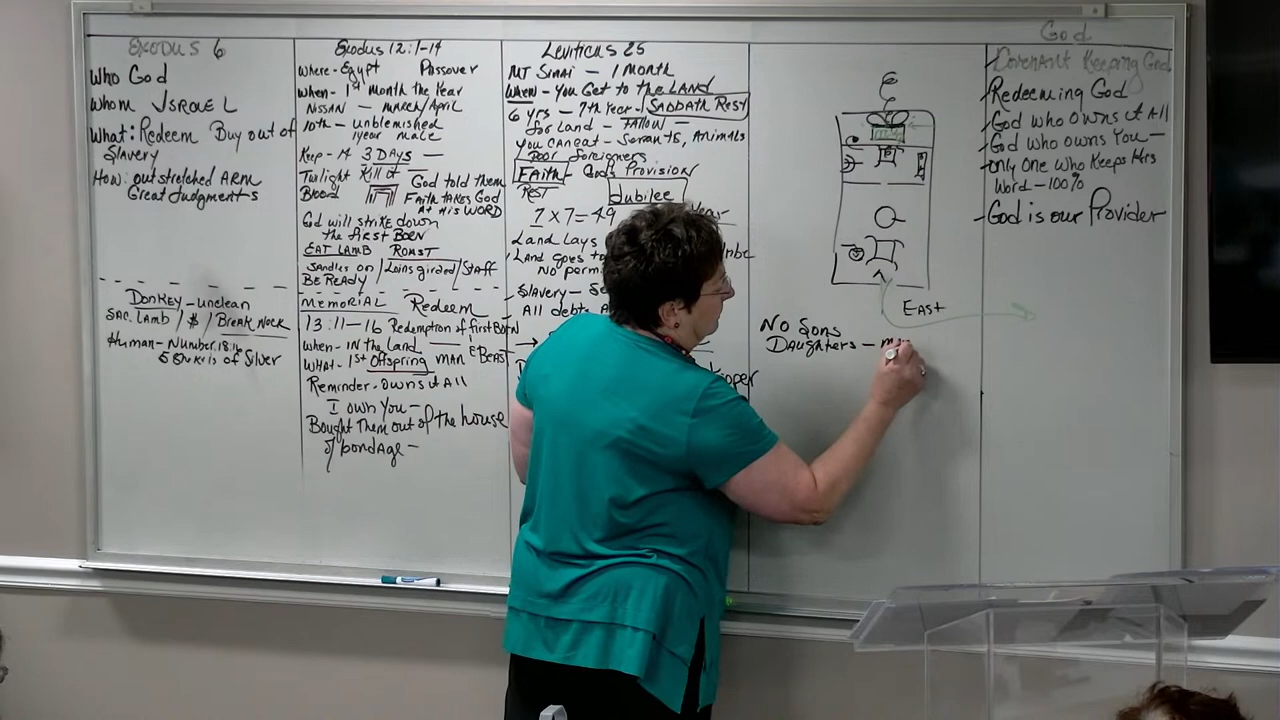 Exodus 6
Who God
Whom ISRAEL
What: Redeem Buy out of
Slavery
How: outstretched ARM
Great Judgments
Donkey - unclean
Sac. Lamb / $ / Break Neck
Human - Number 18:16
5 Shekels of Silver
Exodus 12:1-14
Where - Egypt Passover
When - 1st month the Year
Nissan - March/April
10th - unblemished
1 year male
Keep - 14 3 Days -
Twilight Kill it
Blood God told them
Faith takes God
At His WORD
God will strike down
the first BORN
EAT LAMB ROAST
Sandles on / Loins girded / Staff
BE READY
Memorial Redeem
13:11-16 Redemption of first Born
when - IN the land
WHAT - 1st Offspring man & Beast
Reminder - owns it All
I own You -
Bought Them out of the house
of bondage -
Leviticus 25
MT Sinai - 1 Month
When - You Get to the LAND
6 yrs - 7th Year - SABBATH REST
for Land - Fallow -
You can eat - Servants, Animals
Poor foreigners
Faith - God's Provision
REST
Jubilee
7 x 7 = 49
Land Lays
Land Goes to
No perm
Slavery -
All debts
East
No Sons
Daughters -
God
Covenant Keeping God
Redeeming God
God who owns it All
God who owns You -
only One who Keeps His
Word - 100%
- God is our Provider